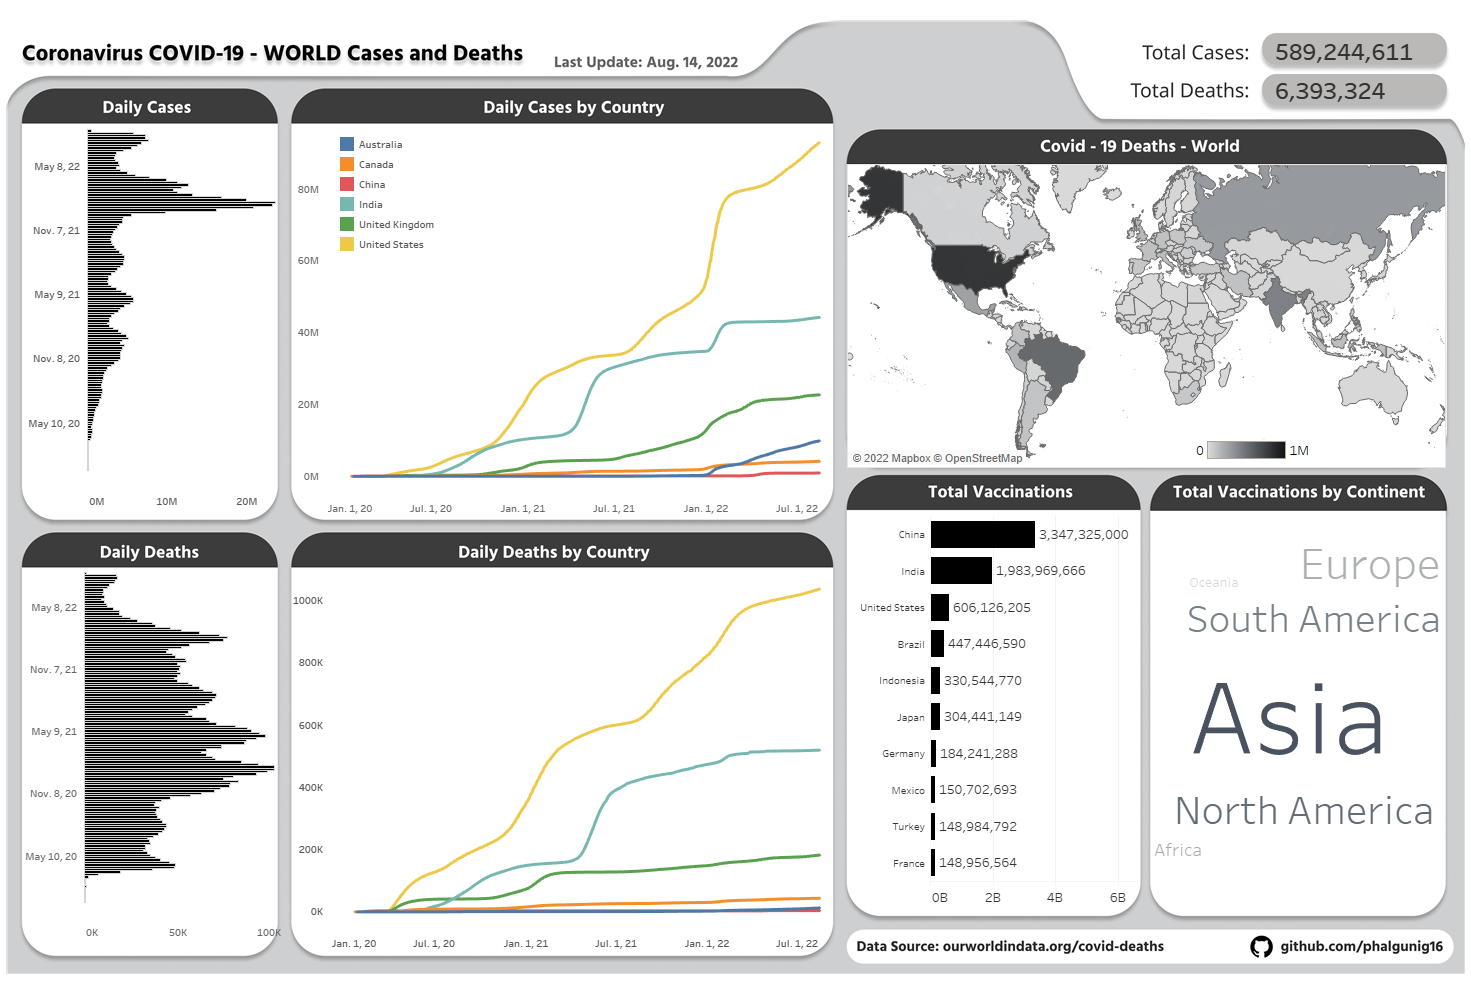 Coronavirus COVID-19 - WORLD Cases and Deaths
Last Update: Aug. 14, 2022
Total Cases: 589,244,611
Total Deaths: 6,393,324
Daily Cases
May 8, 22
Nov. 7, 21
May 9, 21
Nov. 8, 20
May 10, 20
0M 10M 20M
Daily Cases by Country
Australia
Canada
China
India
United Kingdom
United States
80M
60M
40M
20M
0M
Jan. 1, 20 Jul. 1, 20 Jan. 1, 21 Jul. 1, 21 Jan. 1, 22 Jul. 1, 22
Covid - 19 Deaths - World
© 2022 Mapbox © OpenStreetMap
0 1M
Daily Deaths
May 8, 22
Nov. 7, 21
May 9, 21
Nov. 8, 20
May 10, 20
0K 50K 100K
Daily Deaths by Country
1000K
800K
600K
400K
200K
0K
Jan. 1, 20 Jul. 1, 20 Jan. 1, 21 Jul. 1, 21 Jan. 1, 22 Jul. 1, 22
Total Vaccinations
China 3,347,325,000
India 1,983,969,666
United States 606,126,205
Brazil 447,446,590
Indonesia 330,544,770
Japan 304,441,149
Germany 184,241,288
Mexico 150,702,693
Turkey 148,984,792
France 148,956,564
0B 2B 4B 6B
Total Vaccinations by Continent
Europe
Oceania
South America
Asia
North America
Africa
Data Source: ourworldindata.org/covid-deaths
github.com/phalgunig16